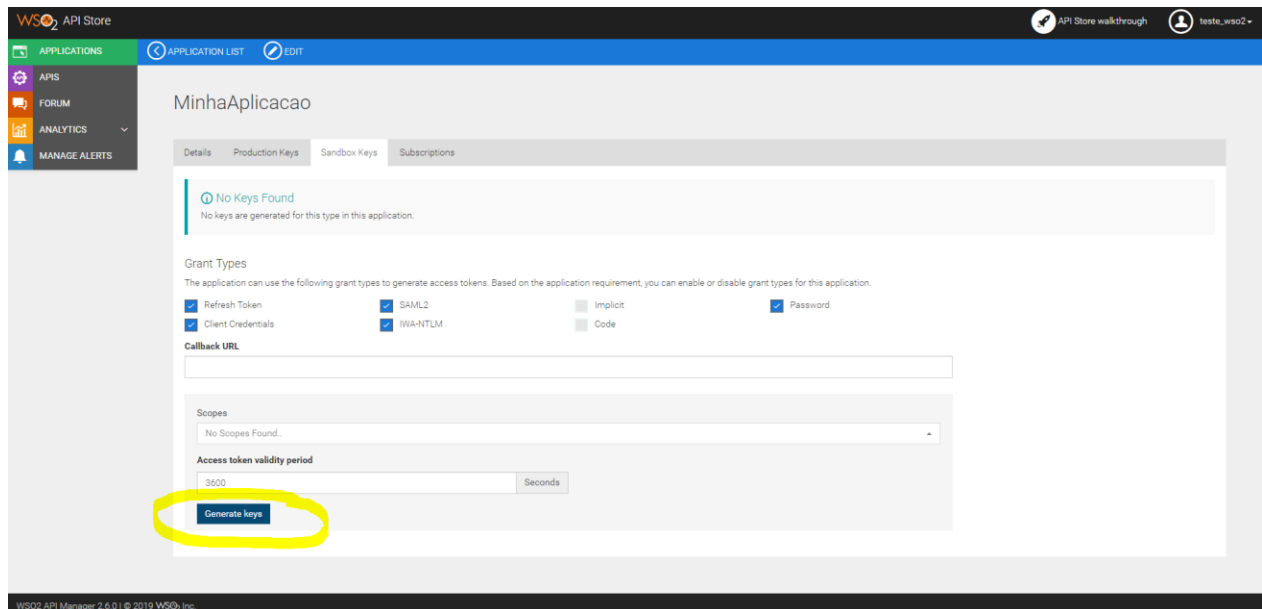 WSO2 API Store
API Store walkthrough
teste_wso2
APPLICATIONS
APPLICATION LIST
EDIT
APIS
FORUM
ANALYTICS
MANAGE ALERTS
MinhaAplicacao
Details Production Keys Sandbox Keys Subscriptions
No Keys Found
No keys are generated for this type in this application.
Grant Types
The application can use the following grant types to generate access tokens. Based on the application requirement, you can enable or disable grant types for this application.
Refresh Token SAML2 Implicit Password
Client Credentials IWA-NTLM Code
Callback URL
Scopes
No Scopes Found..
Access token validity period
3600 Seconds
Generate keys
WSO2 API Manager 2.6.0 | © 2019 WSO2 Inc.